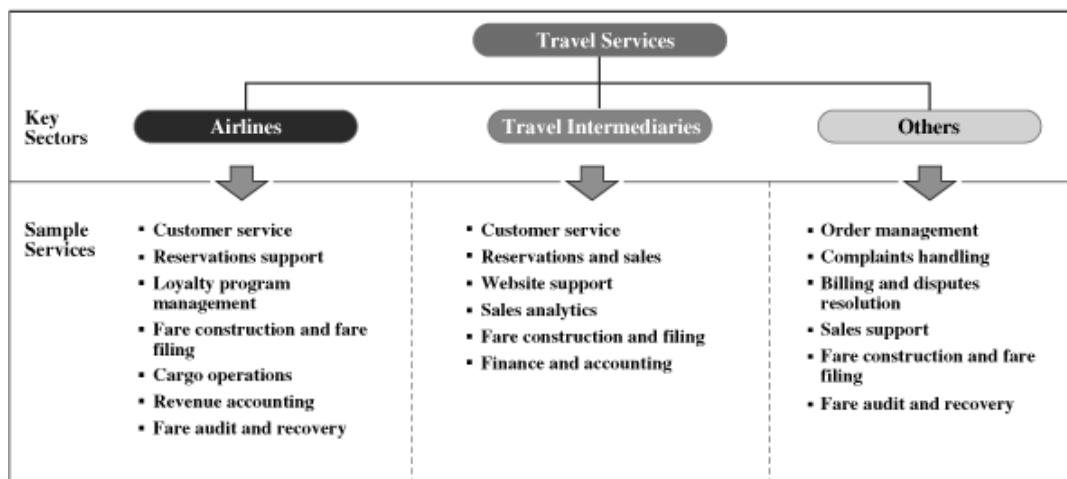 Travel Services
Key
Sectors
Airlines
Travel Intermediaries
Others
Sample
Services
▪ Customer service
▪ Reservations support
▪ Loyalty program
management
▪ Fare construction and fare
filing
▪ Cargo operations
▪ Revenue accounting
▪ Fare audit and recovery
▪ Customer service
▪ Reservations and sales
▪ Website support
▪ Sales analytics
▪ Fare construction and filing
▪ Finance and accounting
▪ Order management
▪ Complaints handling
▪ Billing and disputes
resolution
▪ Sales support
▪ Fare construction and fare
filing
▪ Fare audit and recovery